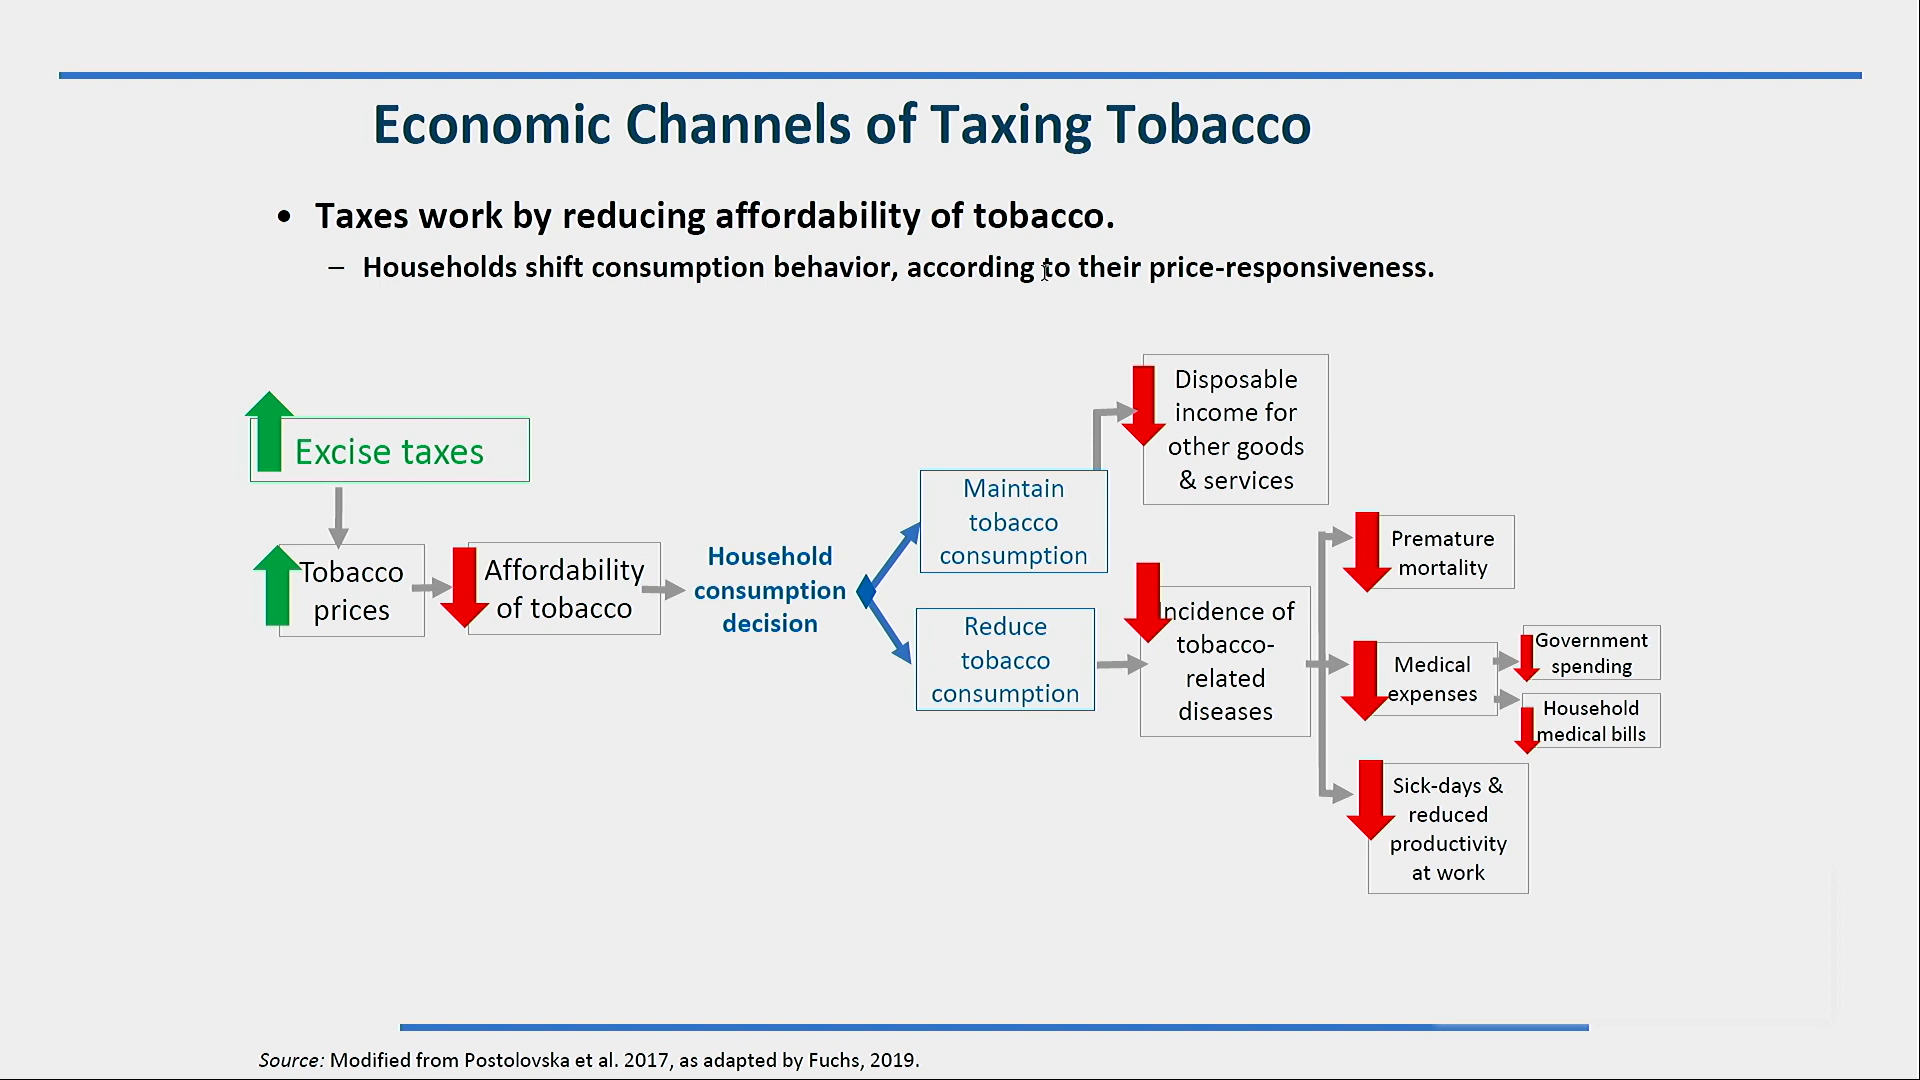 Economic Channels of Taxing Tobacco
• Taxes work by reducing affordability of tobacco.
– Households shift consumption behavior, according to their price-responsiveness.
Excise taxes
Tobacco
prices
Affordability
of tobacco
Household
consumption
decision
Maintain
tobacco
consumption
Reduce
tobacco
consumption
Disposable
income for
other goods
& services
Incidence of
tobacco-
related
diseases
Premature
mortality
Medical
expenses
Government
spending
Household
medical bills
Sick-days &
reduced
productivity
at work
Source: Modified from Postolovska et al. 2017, as adapted by Fuchs, 2019.